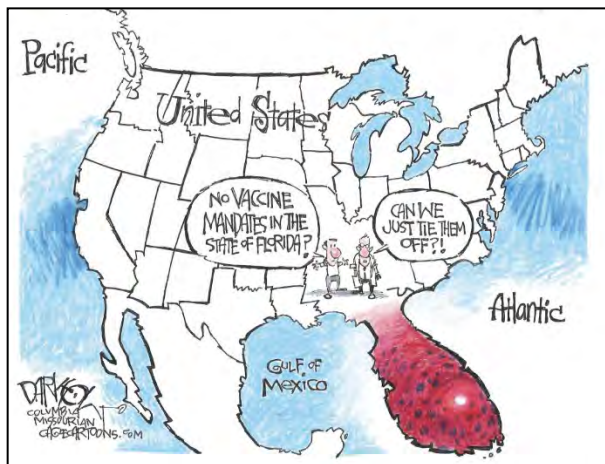 Pacific
United States
NO VACCINE
MANDATES IN THE
STATE OF FLORIDA?
CAN WE
JUST TIE THEM
OFF?!
Atlantic
GULF OF
MEXICO
DARKOW
COLUMBIA
MISSOURIAN
CAGLECARTOONS.COM